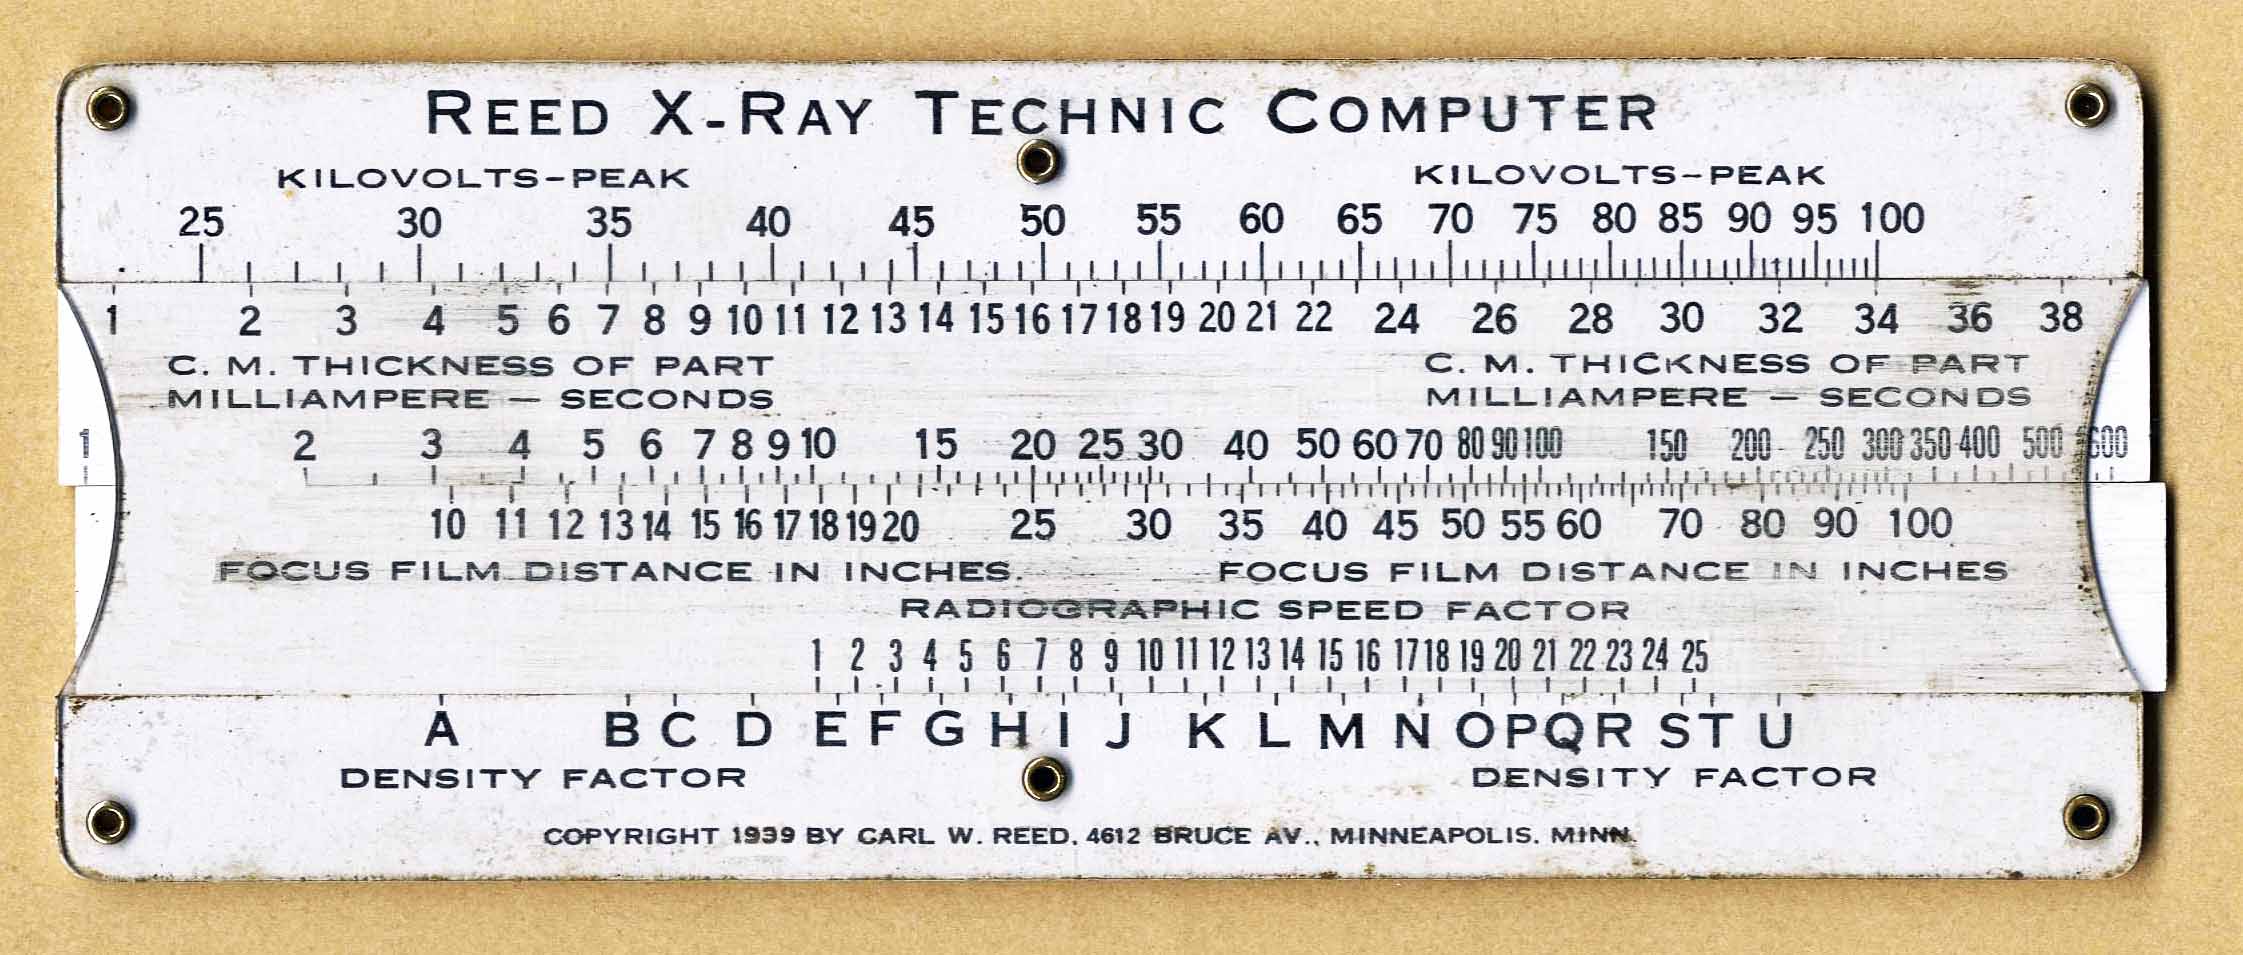 REED X-RAY TECHNIC COMPUTER
KILOVOLTS-PEAK KILOVOLTS-PEAK
25 30 35 40 45 50 55 60 65 70 75 80 85 90 95 100
1 2 3 4 5 6 7 8 9 10 11 12 13 14 15 16 17 18 19 20 21 22 24 26 28 30 32 34 36 38
C. M. THICKNESS OF PART C. M. THICKNESS OF PART
MILLIAMPERE - SECONDS MILLIAMPERE - SECONDS
1 2 3 4 5 6 7 8 9 10 15 20 25 30 40 50 60 70 80 90 100 150 200 250 300 350 400 500 600
10 11 12 13 14 15 16 17 18 19 20 25 30 35 40 45 50 55 60 70 80 90 100
FOCUS FILM DISTANCE IN INCHES. FOCUS FILM DISTANCE IN INCHES
RADIOGRAPHIC SPEED FACTOR
1 2 3 4 5 6 7 8 9 10 11 12 13 14 15 16 17 18 19 20 21 22 23 24 25
A B C D E F G H I J K L M N O P Q R S T U
DENSITY FACTOR DENSITY FACTOR
COPYRIGHT 1939 BY CARL W. REED, 4612 BRUCE AV., MINNEAPOLIS. MINN.